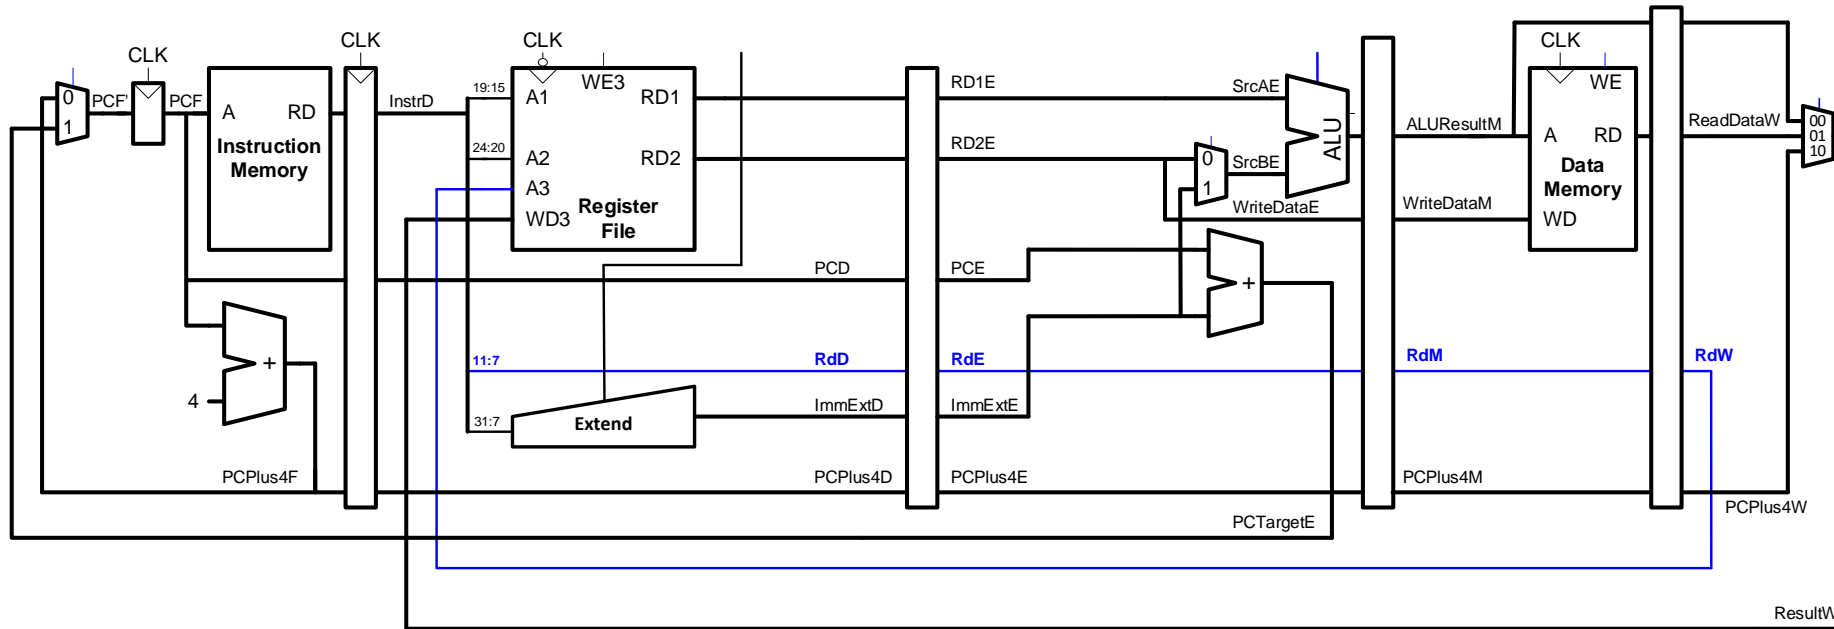 CLK
CLK
CLK
CLK
0
1
PCF'
PCF
A
RD
Instruction
Memory
InstrD
19:15
24:20
A1
A2
A3
WD3
WE3
RD1
RD2
Register
File
RD1E
RD2E
0
1
SrcAE
SrcBE
ALU
WriteDataE
ALUResultM
WriteDataM
WE
A
RD
Data
Memory
WD
ReadDataW
00
01
10
PCD
PCE
+
+
4
11:7
RdD
RdE
RdM
RdW
31:7
Extend
ImmExtD
ImmExtE
PCPlus4F
PCPlus4D
PCPlus4E
PCPlus4M
PCPlus4W
PCTargetE
ResultW